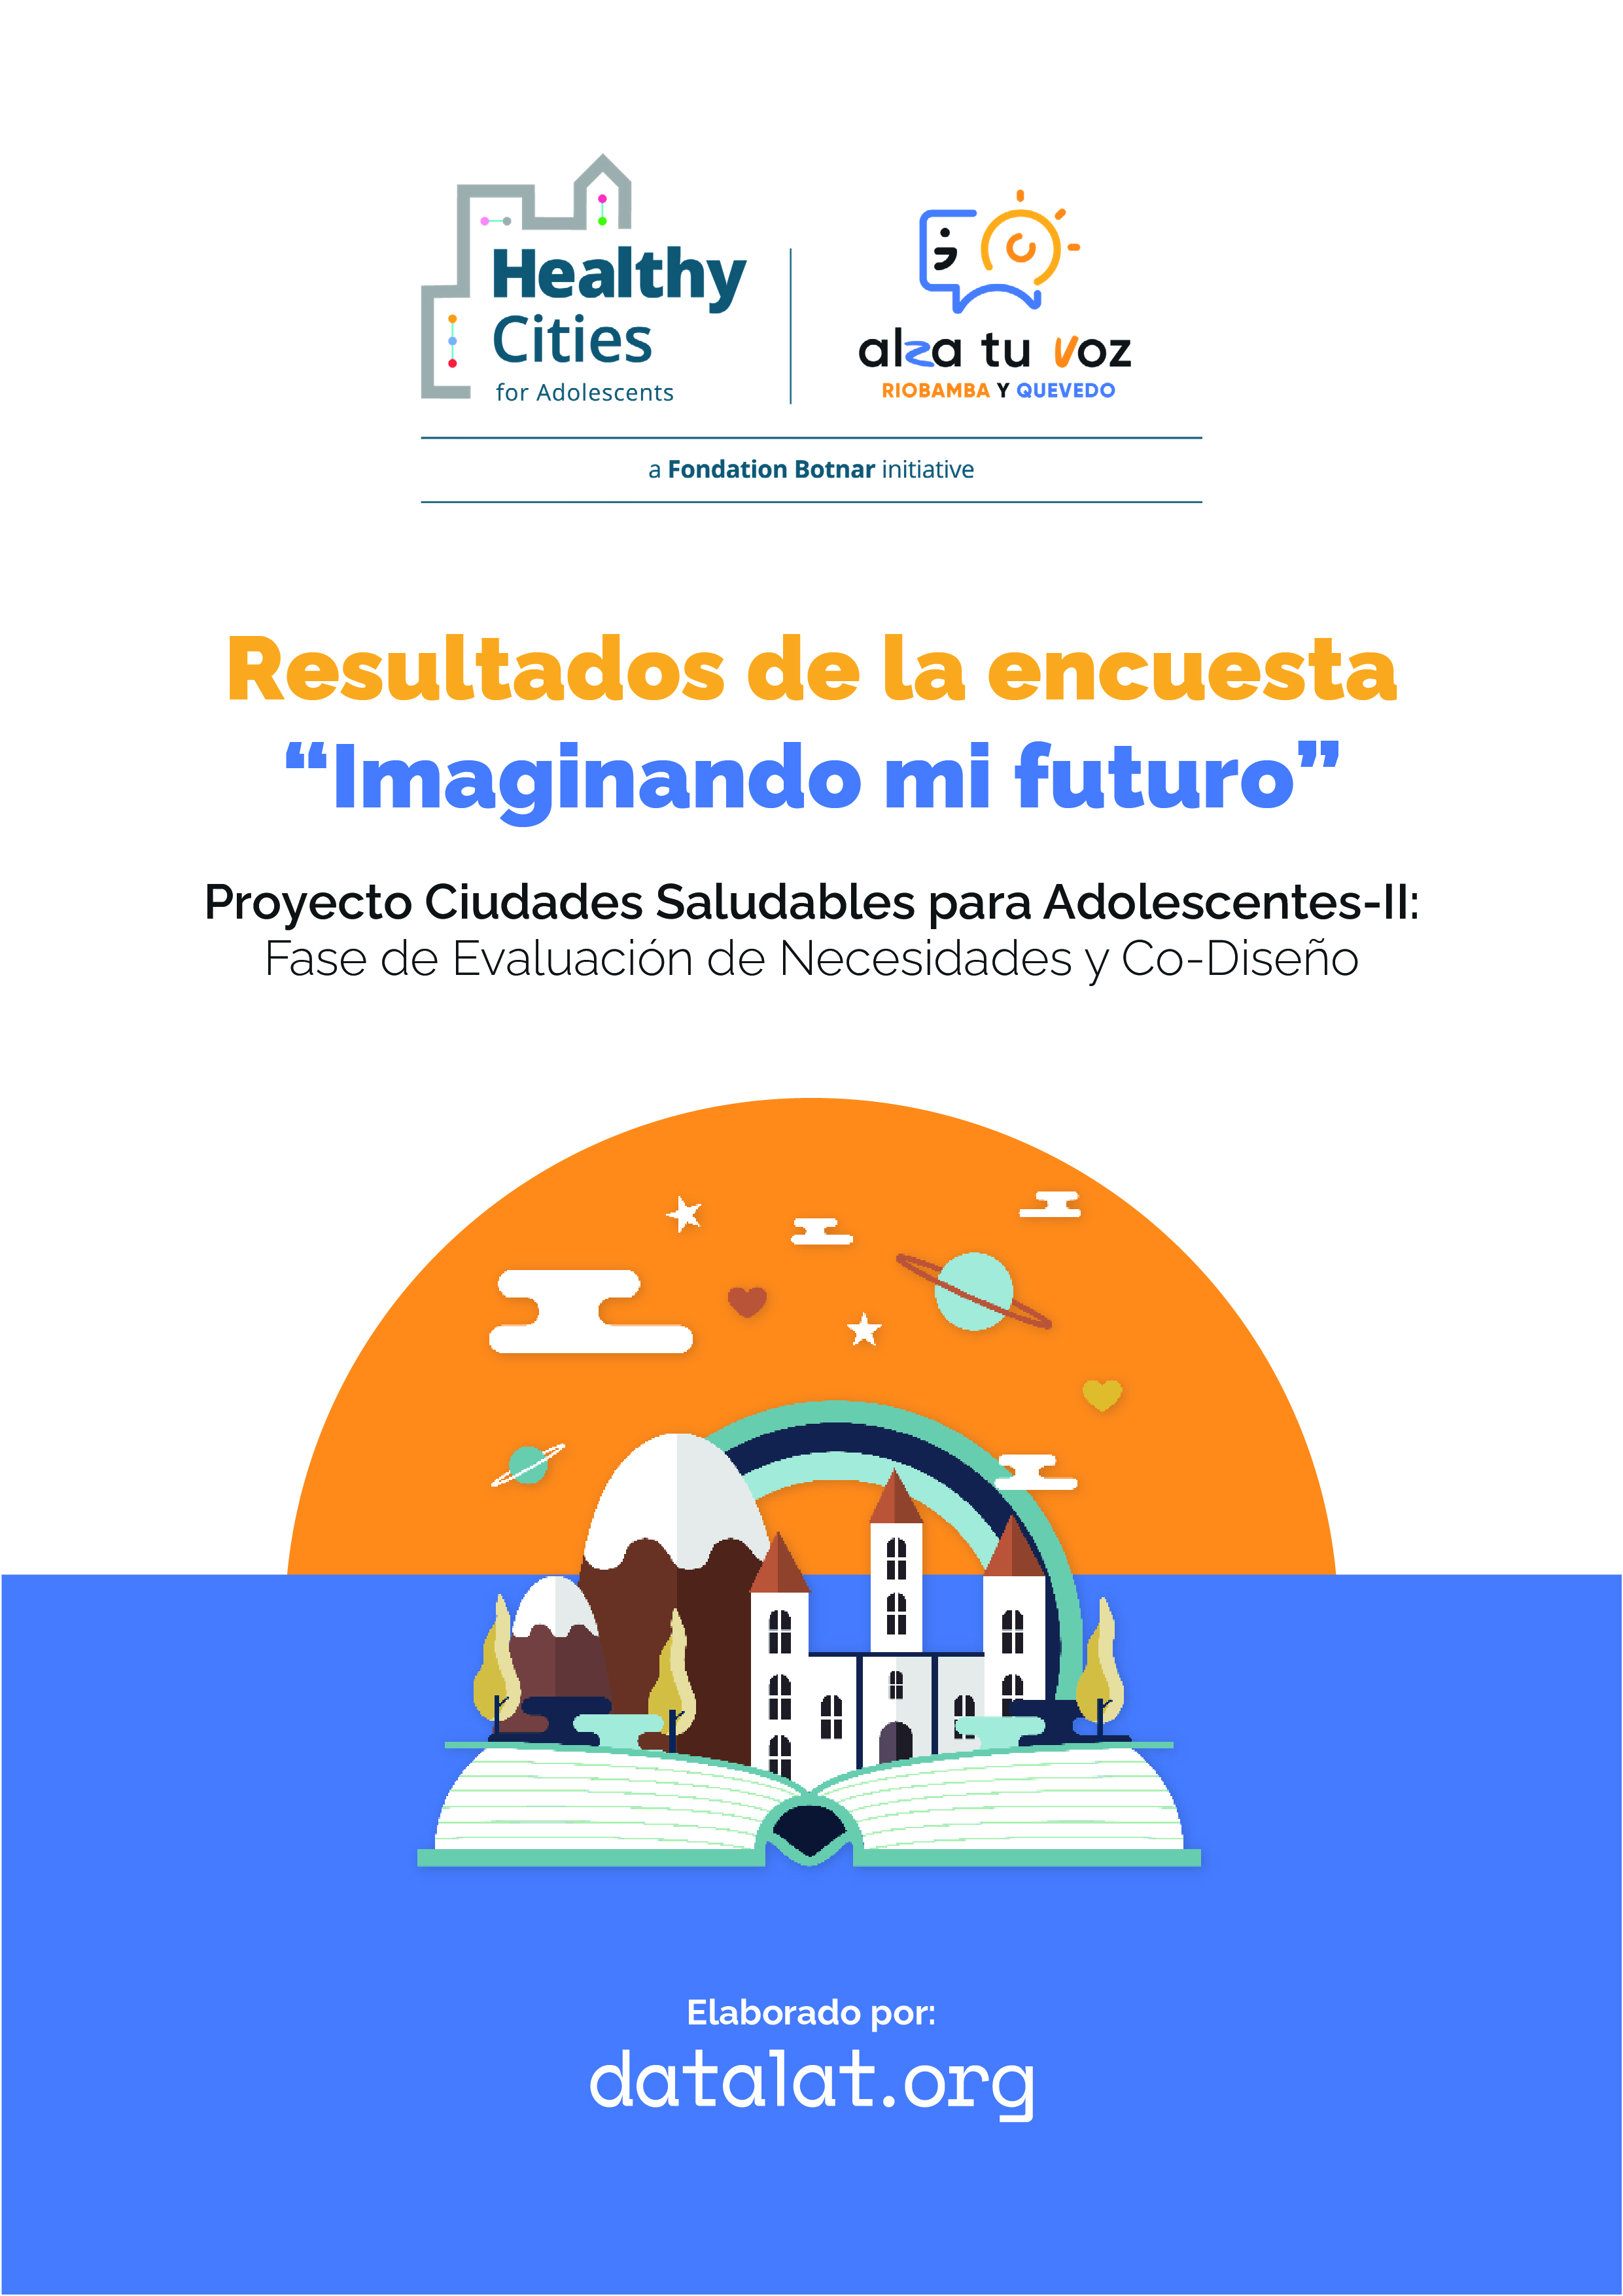 Healthy
Cities
for Adolescents
alza tu voz
RIOBAMBA Y QUEVEDO
a Fondation Botnar initiative
Resultados de la encuesta
“Imaginando mi futuro”
Proyecto Ciudades Saludables para Adolescentes-II:
Fase de Evaluación de Necesidades y Co-Diseño
Elaborado por:
datalat.org